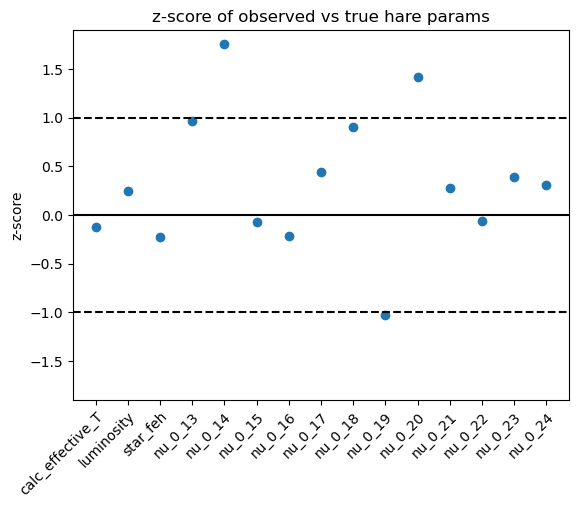 z-score of observed vs true hare params
z-score
1.5
1.0
0.5
0.0
−0.5
−1.0
−1.5
calc_effective_T
luminosity
star_feh
nu_0_13
nu_0_14
nu_0_15
nu_0_16
nu_0_17
nu_0_18
nu_0_19
nu_0_20
nu_0_21
nu_0_22
nu_0_23
nu_0_24